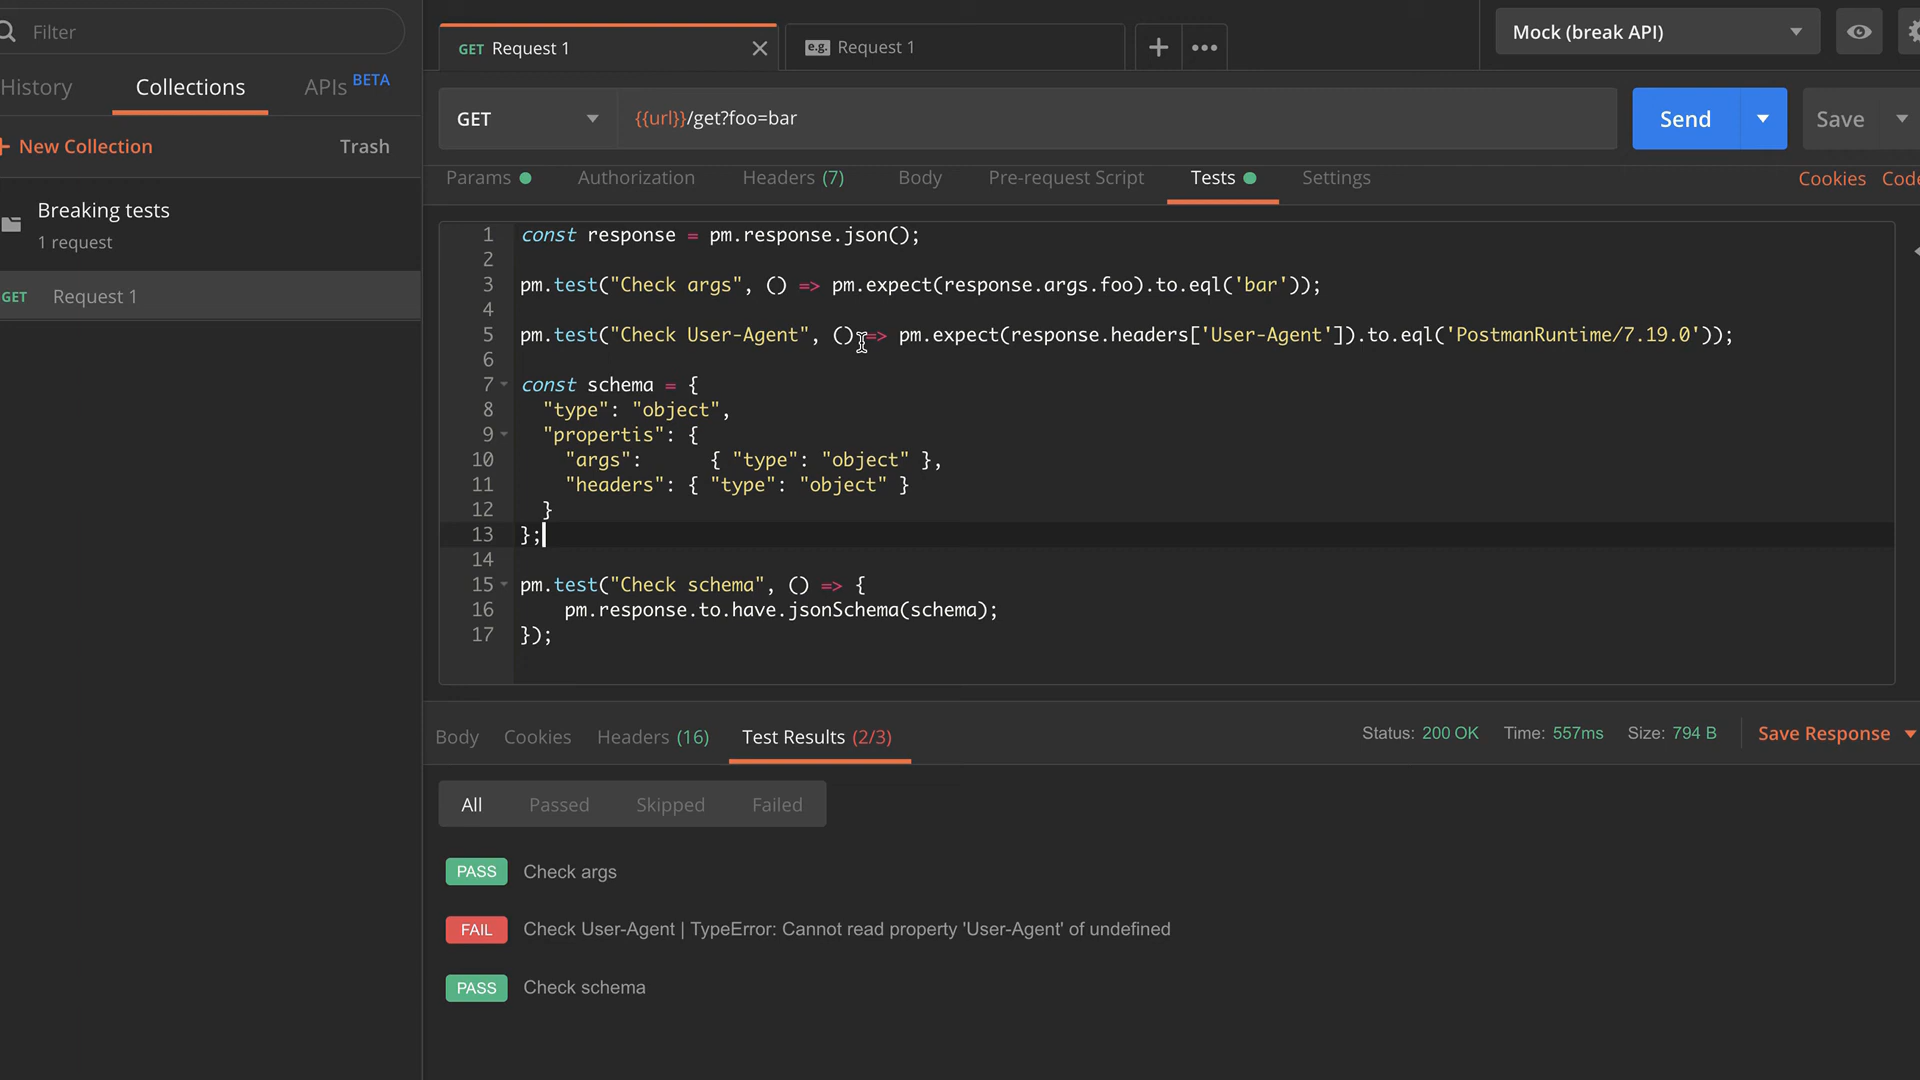 Filter
History
Collections
APIs BETA
+ New Collection
Trash
Breaking tests
1 request
GET Request 1
GET Request 1
e.g. Request 1
Mock (break API)
GET
{{url}}/get?foo=bar
Send
Save
Params
Authorization
Headers (7)
Body
Pre-request Script
Tests
Settings
Cookies
1 const response = pm.response.json();
2
3 pm.test("Check args", () => pm.expect(response.args.foo).to.eql('bar'));
4
5 pm.test("Check User-Agent", () => pm.expect(response.headers['User-Agent']).to.eql('PostmanRuntime/7.19.0'));
6
7 const schema = {
8 "type": "object",
9 "propertis": {
10 "args": { "type": "object" },
11 "headers": { "type": "object" }
12 }
13 };
14
15 pm.test("Check schema", () => {
16 pm.response.to.have.jsonSchema(schema);
17 });
Body
Cookies
Headers (16)
Test Results (2/3)
Status: 200 OK
Time: 557ms
Size: 794 B
Save Response
All
Passed
Skipped
Failed
PASS Check args
FAIL Check User-Agent | TypeError: Cannot read property 'User-Agent' of undefined
PASS Check schema